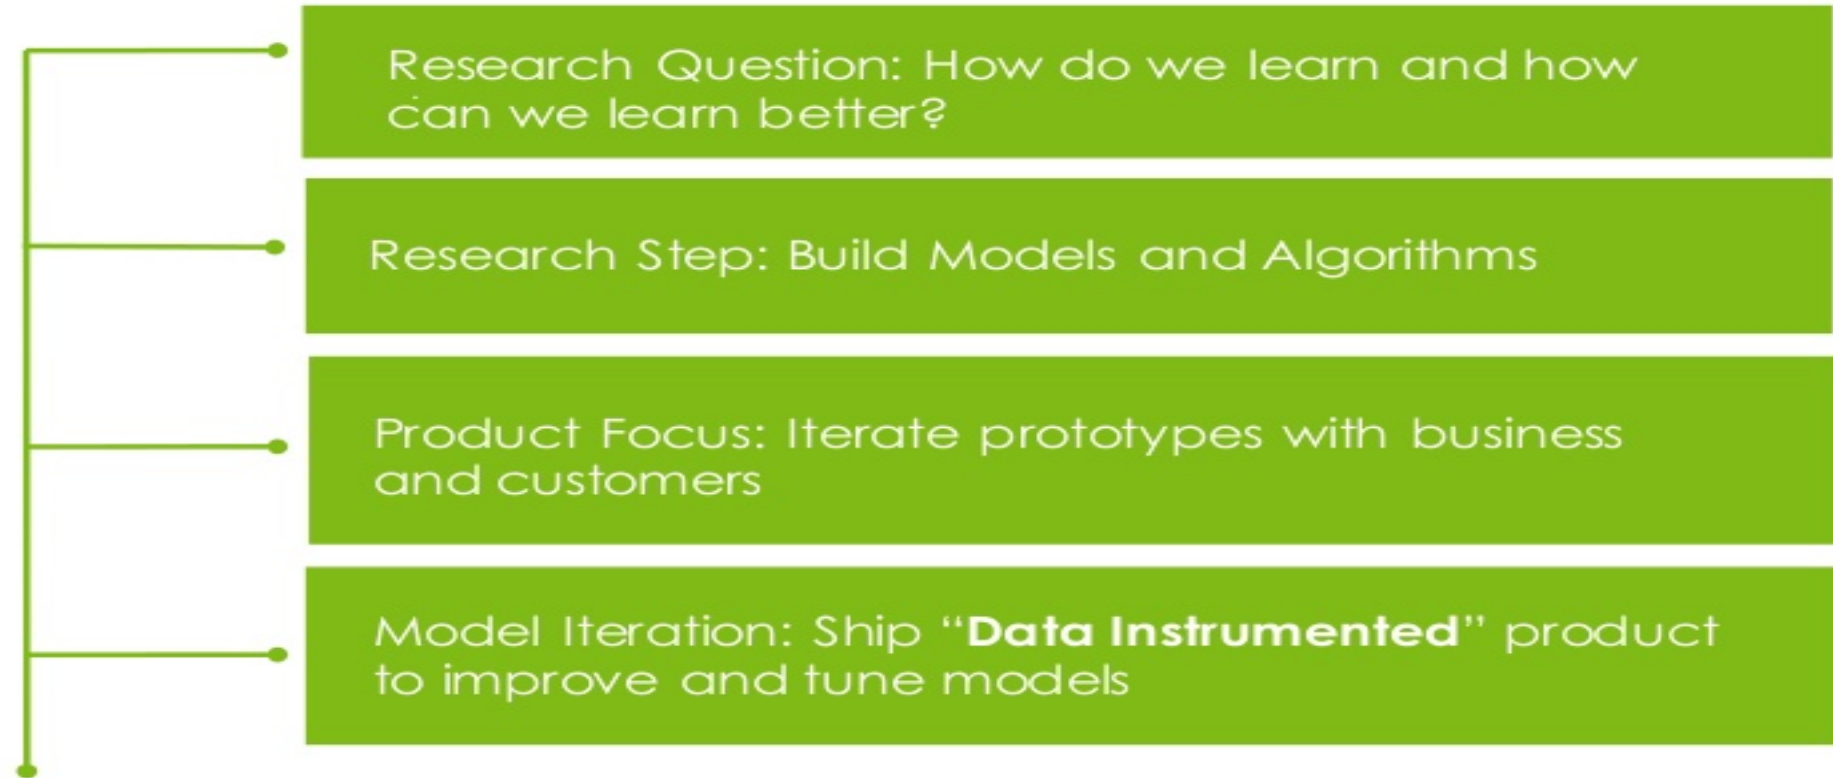 Research Question: How do we learn and how
can we learn better?
Research Step: Build Models and Algorithms
Product Focus: Iterate prototypes with business
and customers
Model Iteration: Ship “Data Instrumented” product
to improve and tune models